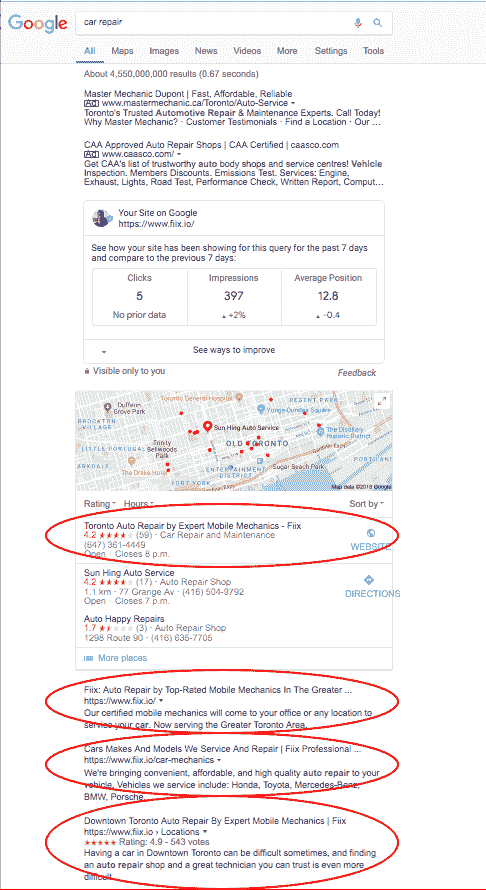 Google
car repair
All Maps Images News Videos More Settings Tools
About 4,550,000,000 results (0.67 seconds)
Master Mechanic Dupont | Fast, Affordable, Reliable
Ad www.mastermechanic.ca/Toronto/Auto-Service
Toronto's Trusted Automotive Repair & Maintenance Experts. Call Today!
Why Master Mechanic? · Customer Testimonials · Find a Location · Our ...
CAA Approved Auto Repair Shops | CAA Certified | caasco.com
Ad www.caasco.com/
Get CAA's list of trustworthy auto body shops and service centres! Vehicle
Inspection. Members Discounts. Emissions Test. Services: Engine,
Exhaust, Lights, Road Test, Performance Check, Written Report, Comput...
Your Site on Google
https://www.fiix.io/
See how your site has been showing for this query for the past 7 days
and compare to the previous 7 days:
Clicks Impressions Average Position
5 397 12.8
No prior data ▲ +2% ▲ -0.4
See ways to improve
Visible only to you Feedback
Toronto General Hospital
REGENT PARK
Dufferin
Grove Park
Yunge-Dundas Square
BROCKTON
VILLAGE
Sun Hing Auto Service
The Distillery
Historic District
LITTLE PORTUGAL
Trinity
Bellwoods
Park
OLD TORONTO
PORTLAND
ARKDALE
The Drake Hotel
ENTERTAINMENT
DISTRICT
Sugar Beach Park
FORT YORK
Map data ©2018 Google
Rating Hours Sort by
Toronto Auto Repair by Expert Mobile Mechanics - Fiix
4.2 (59) · Car Repair and Maintenance
(647) 361-4449
Open · Closes 8 p.m.
WEBSITE
Sun Hing Auto Service
4.2 (17) · Auto Repair Shop
1.1 km · 77 Grange Av · (416) 504-9792
Open · Closes 7 p.m.
DIRECTIONS
Auto Happy Repairs
1.7 (3) · Auto Repair Shop
1298 Route 90 · (416) 635-7705
More places
Fiix: Auto Repair by Top-Rated Mobile Mechanics In The Greater ...
https://www.fiix.io/
Our certified mobile mechanics will come to your office or any location to
service your car. Now serving the Greater Toronto Area.
Cars Makes And Models We Service And Repair | Fiix Professional ...
https://www.fiix.io/car-mechanics
We're bringing convenient, affordable, and high quality auto repair to your
vehicle. Vehicles we service include: Honda, Toyota, Mercedes-Benz,
BMW, Porsche.
Downtown Toronto Auto Repair By Expert Mobile Mechanics | Fiix
https://www.fiix.io › Locations
Rating: 4.9 - 543 votes
Having a car in Downtown Toronto can be difficult sometimes, and finding
an auto repair shop and a great technician you can trust is even more
difficult